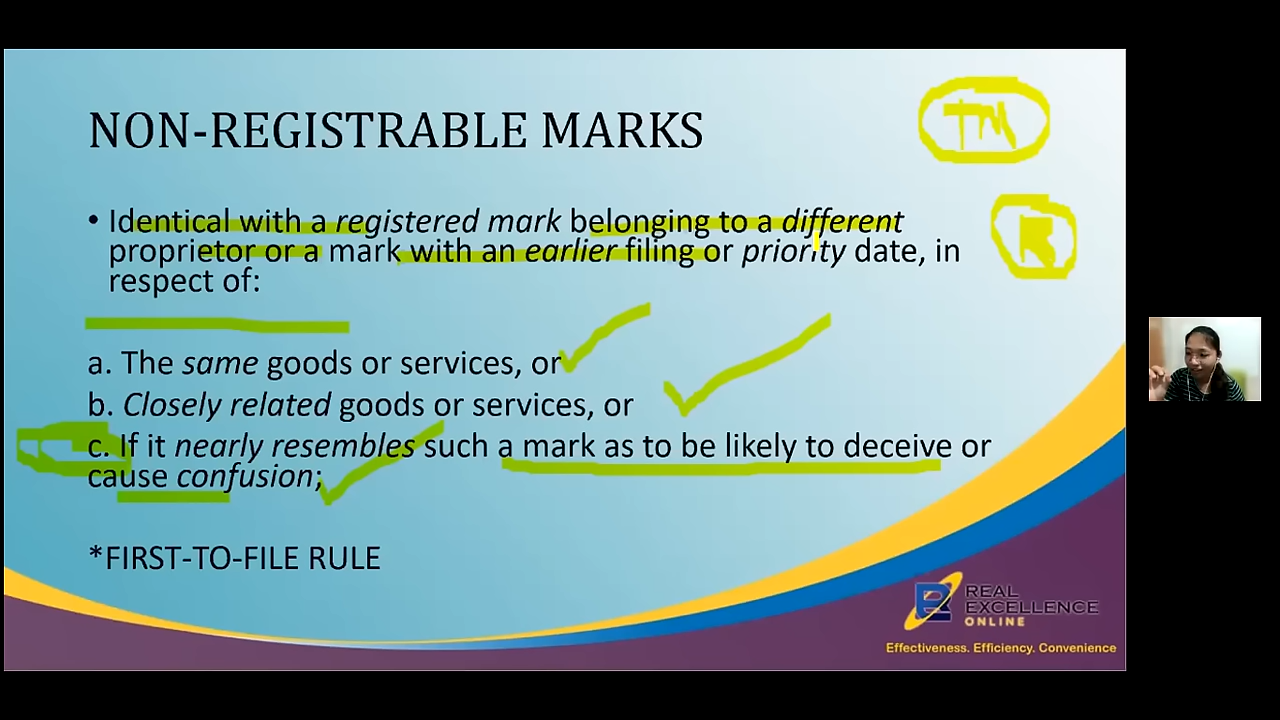 NON-REGISTRABLE MARKS
TM
• Identical with a registered mark belonging to a different
proprietor or a mark with an earlier filing or priority date, in
respect of:
R
a. The same goods or services, or
b. Closely related goods or services, or
c. If it nearly resembles such a mark as to be likely to deceive or
cause confusion;
*FIRST-TO-FILE RULE
REAL
EXCELLENCE
ONLINE
Effectiveness. Efficiency. Convenience